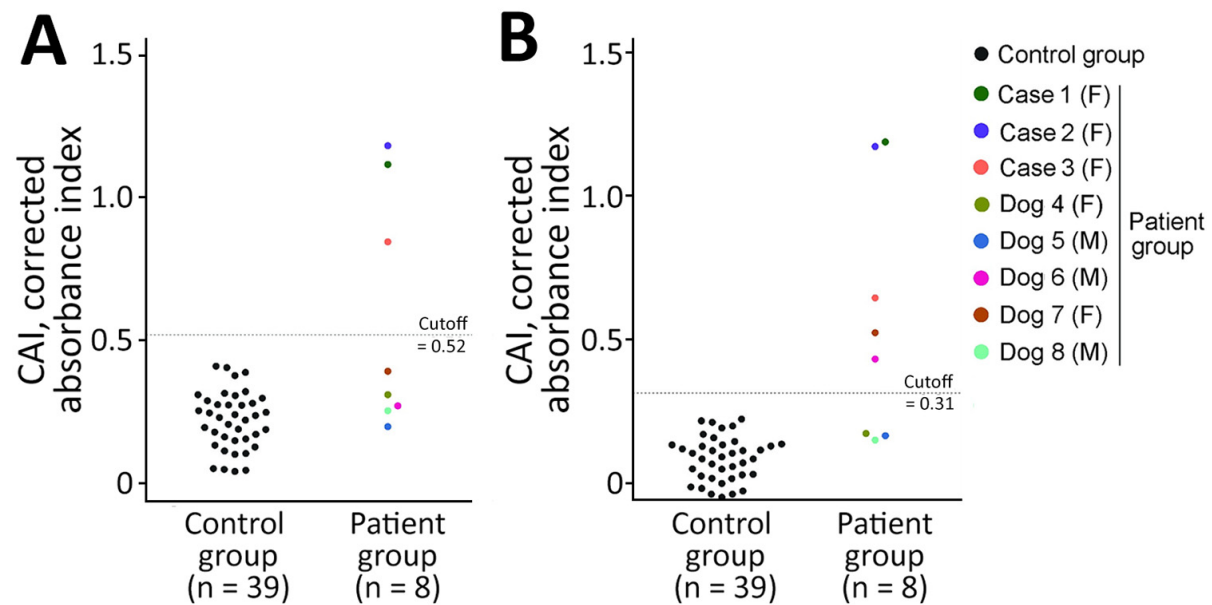 A
CAI, corrected
absorbance index
1.5
1.0
0.5
0
Cutoff
= 0.52
Control
group
(n = 39)
Patient
group
(n = 8)
B
CAI, corrected
absorbance index
1.5
1.0
0.5
0
Cutoff
= 0.31
Control
group
(n = 39)
Patient
group
(n = 8)
Control group
Case 1 (F)
Case 2 (F)
Case 3 (F)
Dog 4 (F)
Dog 5 (M)
Dog 6 (M)
Dog 7 (F)
Dog 8 (M)
Patient
group